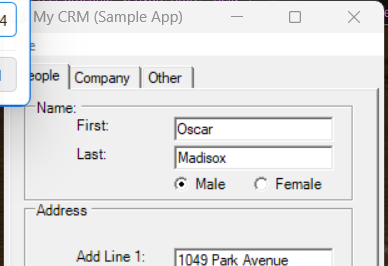 4
My CRM (Sample App)
e
eople Company Other
Name:
First: Oscar
Last: Madisox
Male Female
Address
Add Line 1: 1049 Park Avenue